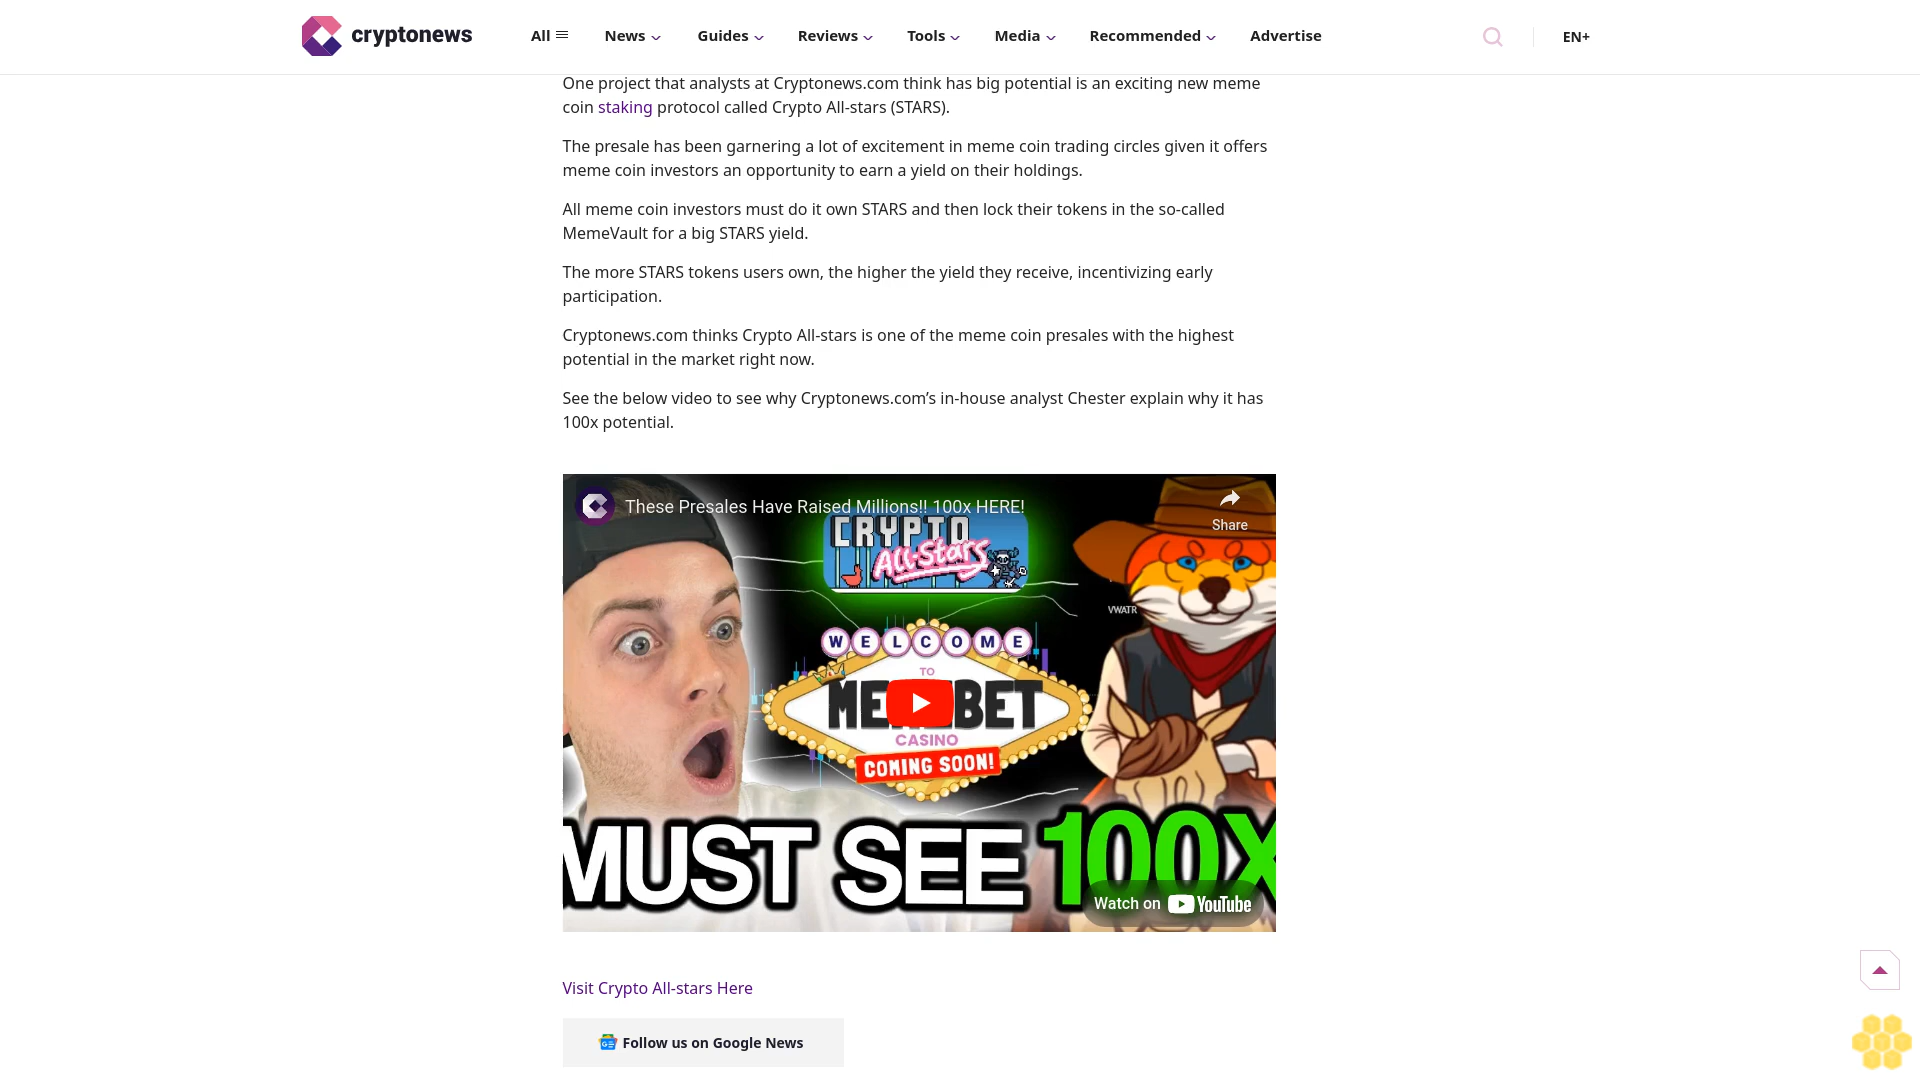 cryptonews
All
News
Guides
Reviews
Tools
Media
Recommended
Advertise
EN+
One project that analysts at Cryptonews.com think has big potential is an exciting new meme
coin staking protocol called Crypto All-stars (STARS).
The presale has been garnering a lot of excitement in meme coin trading circles given it offers
meme coin investors an opportunity to earn a yield on their holdings.
All meme coin investors must do it own STARS and then lock their tokens in the so-called
MemeVault for a big STARS yield.
The more STARS tokens users own, the higher the yield they receive, incentivizing early
participation.
Cryptonews.com thinks Crypto All-stars is one of the meme coin presales with the highest
potential in the market right now.
See the below video to see why Cryptonews.com’s in-house analyst Chester explain why it has
100x potential.
These Presales Have Raised Millions!! 100x HERE!
Share
CRYPTO
All-Stars
VWATR
WELCOME
TO
CASINO
COMING SOON!
MUST SEE 100X
Watch on YouTube
Visit Crypto All-stars Here
Follow us on Google News